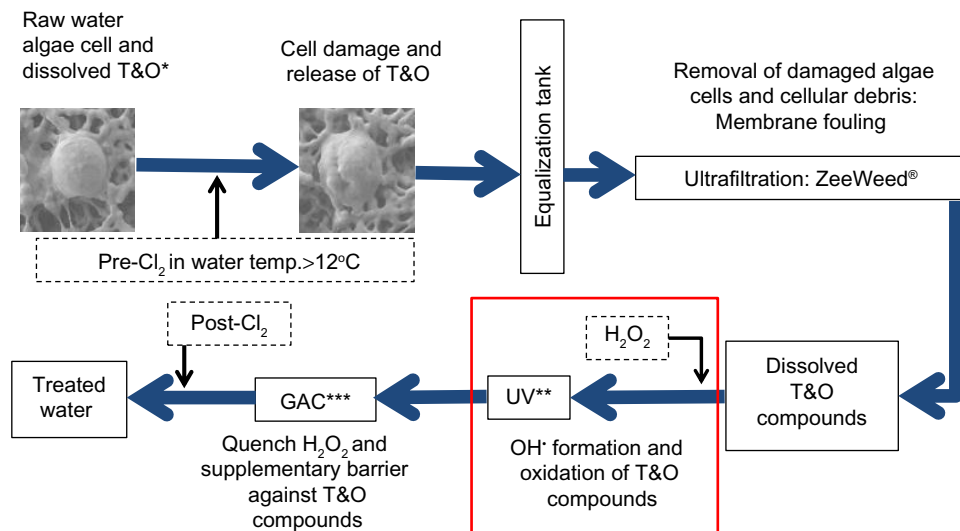 Raw water
algae cell and
dissolved T&O*
Cell damage and
release of T&O
Equalization tank
Removal of damaged algae
cells and cellular debris:
Membrane fouling
Ultrafiltration: ZeeWeed®
Pre-Cl₂ in water temp.>12ºC
Post-Cl₂
H₂O₂
Treated
water
GAC***
UV**
Dissolved
T&O
compounds
Quench H₂O₂ and
supplementary barrier
against T&O
compounds
OH· formation and
oxidation of T&O
compounds